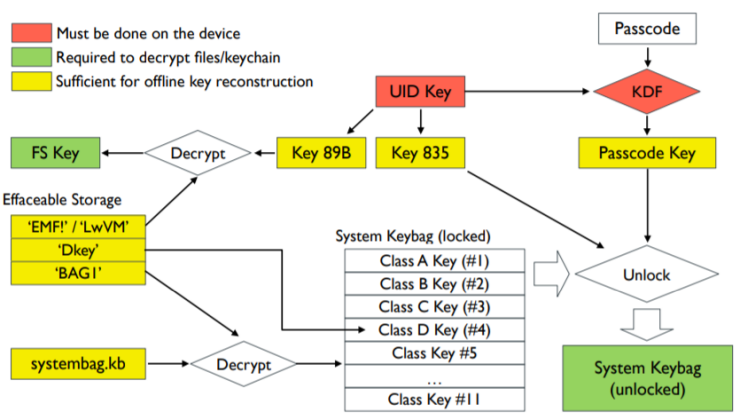 Must be done on the device
Required to decrypt files/keychain
Sufficient for offline key reconstruction
Passcode
UID Key
KDF
FS Key
Decrypt
Key 89B
Key 835
Passcode Key
Effaceable Storage
'EMF!' / 'LwVM'
'Dkey'
'BAG1'
System Keybag (locked)
Class A Key (#1)
Class B Key (#2)
Class C Key (#3)
Class D Key (#4)
Class Key #5
...
Class Key #11
Unlock
systembag.kb
Decrypt
System Keybag
(unlocked)